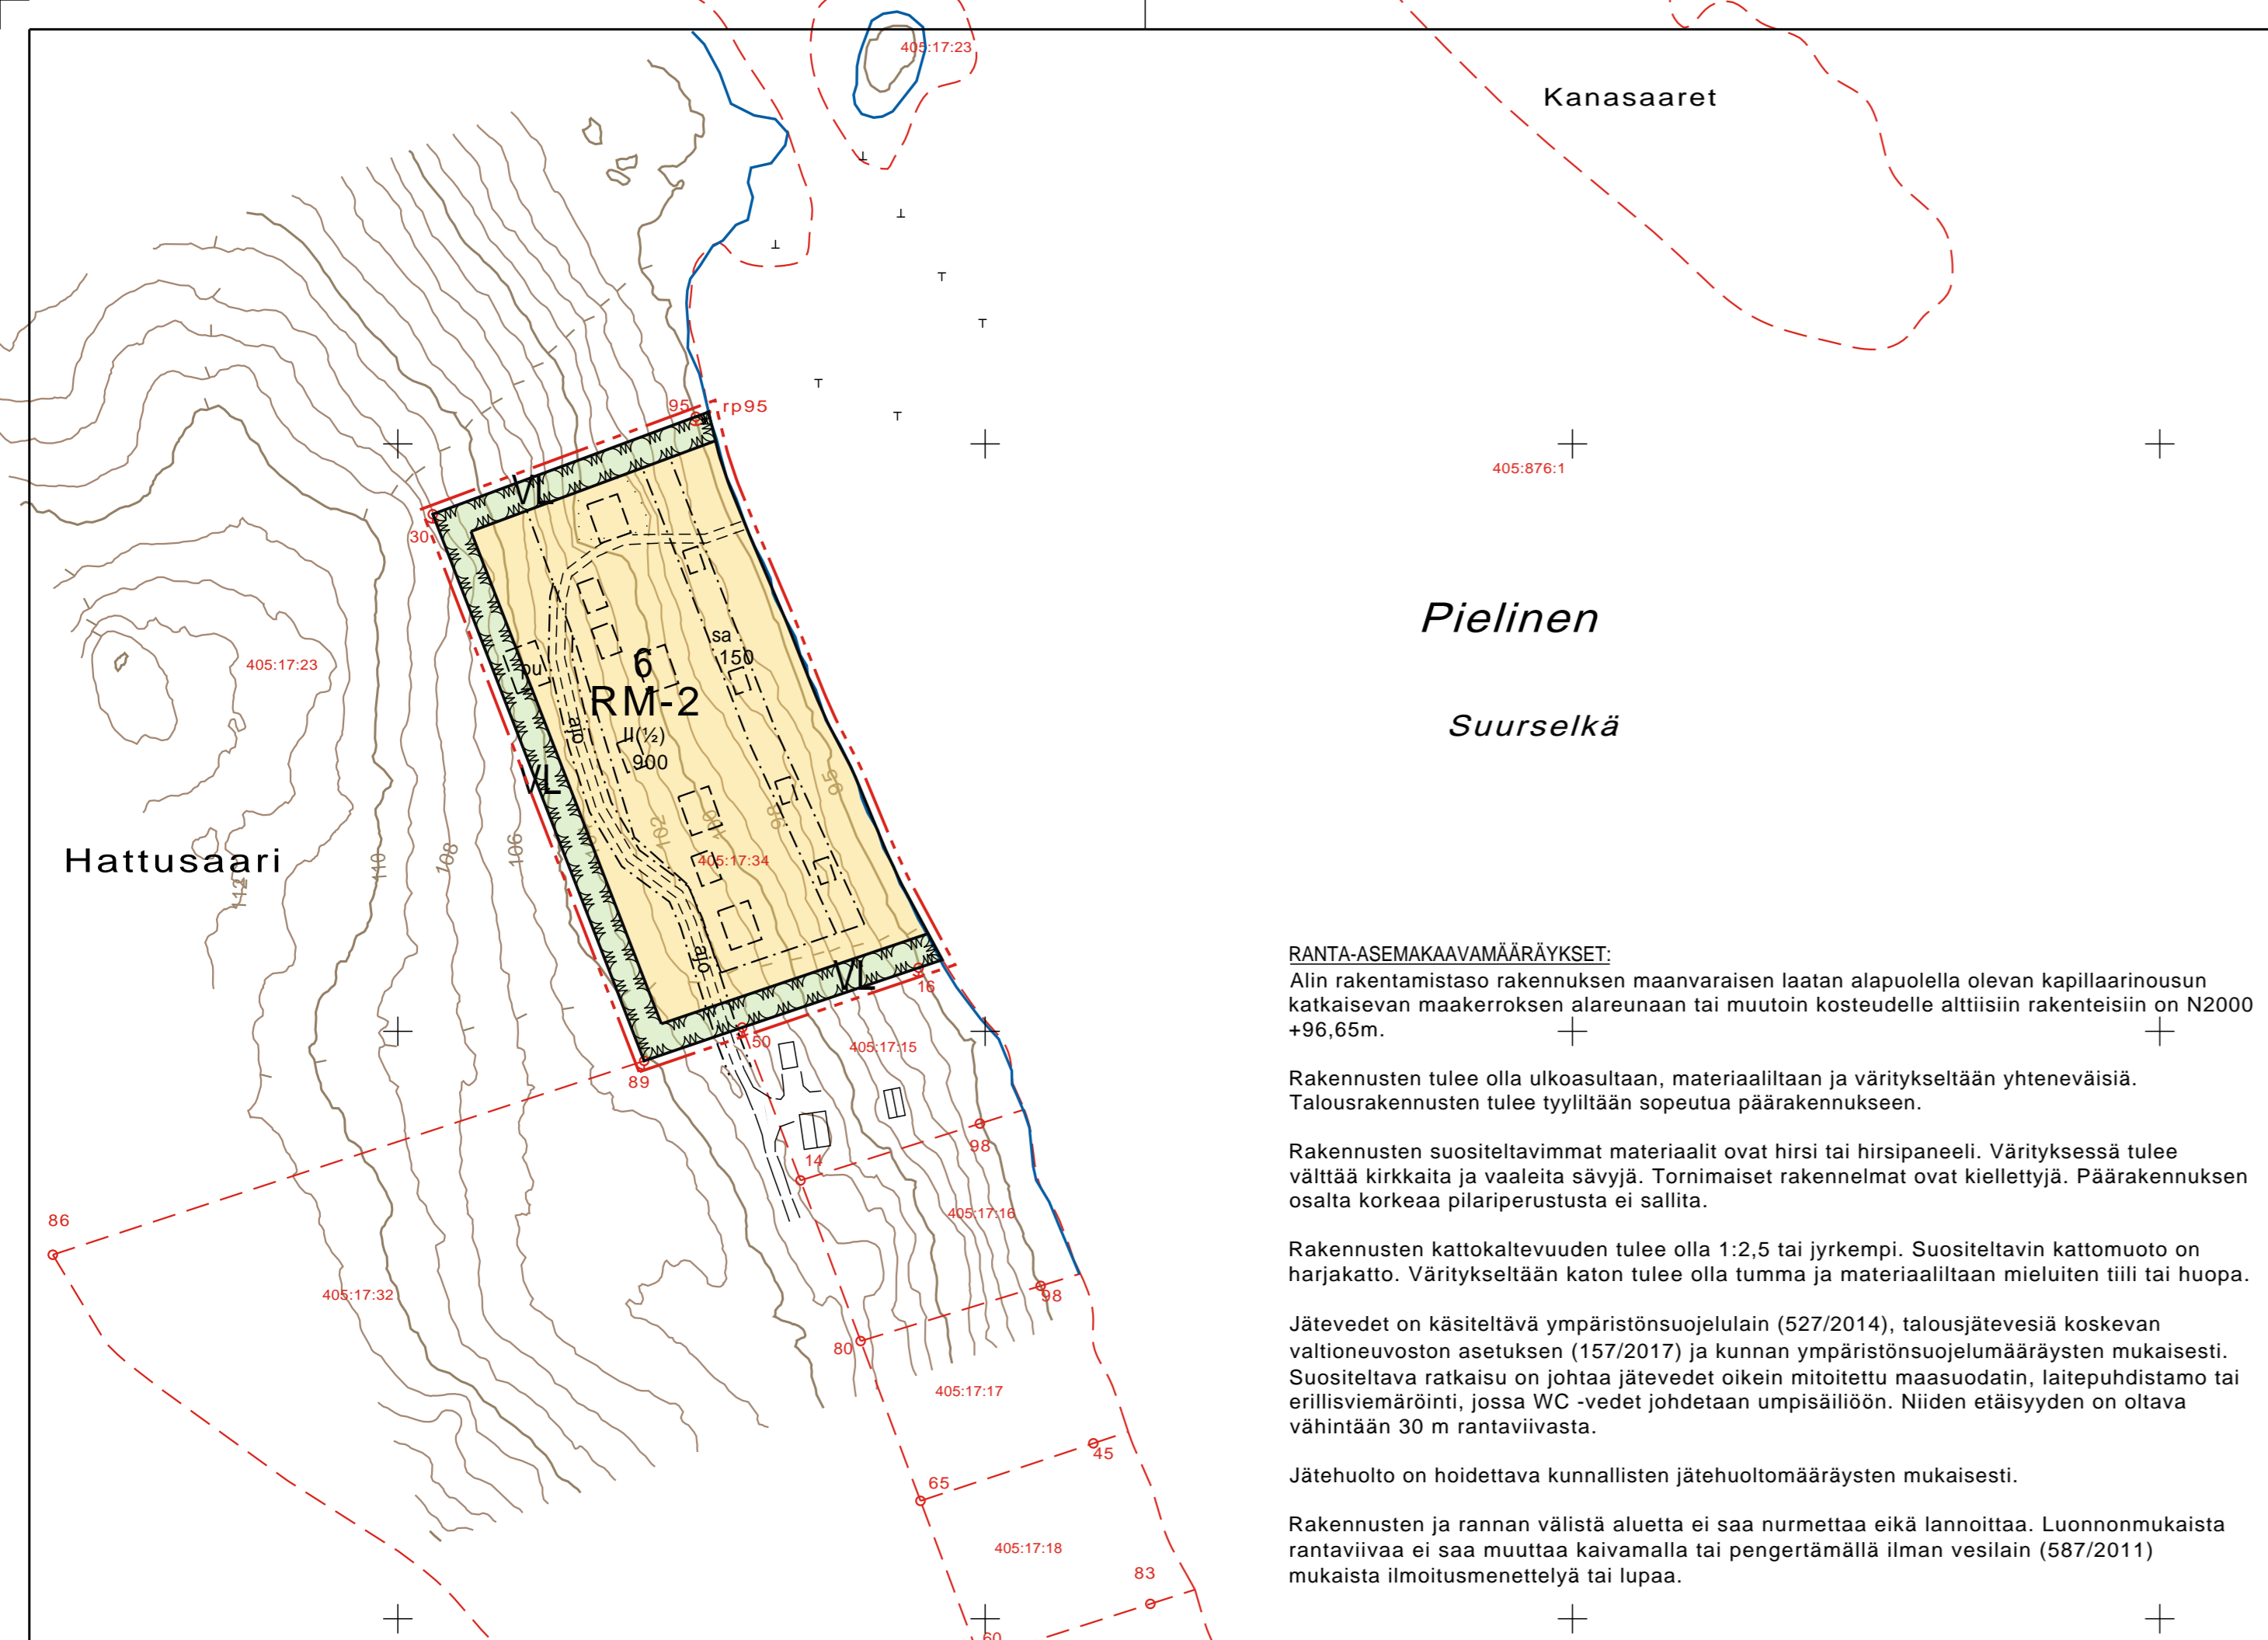 405:17:23
Kanasaaret
95
rp95
405:876:1
VL
30
Pielinen
sa
150
6
405:17:23
pu
RM-2
ajo
II(½)
Suurselkä
900
VL
95
98
100
102
Hattusaari
405:17:34
112
110
108
106
ajo
VL
16
50
405:17:15
89
98
14
405:17:16
86
405:17:32
98
80
405:17:17
45
65
405:17:18
83
60
RANTA-ASEMAKAAVAMÄÄRÄYKSET:
Alin rakentamistaso rakennuksen maanvaraisen laatan alapuolella olevan kapillaarinousun
katkaisevan maakerroksen alareunaan tai muutoin kosteudelle alttiisiin rakenteisiin on N2000
+96,65m.
Rakennusten tulee olla ulkoasultaan, materiaaliltaan ja väritykseltään yhteneväisiä.
Talousrakennusten tulee tyyliltään sopeutua päärakennukseen.
Rakennusten suositeltavimmat materiaalit ovat hirsi tai hirsipaneeli. Värityksessä tulee
välttää kirkkaita ja vaaleita sävyjä. Tornimaiset rakennelmat ovat kiellettyjä. Päärakennuksen
osalta korkeaa pilariperustusta ei sallita.
Rakennusten kattokaltevuuden tulee olla 1:2,5 tai jyrkempi. Suositeltavin kattomuoto on
harjakatto. Väritykseltään katon tulee olla tumma ja materiaaliltaan mieluiten tiili tai huopa.
Jätevedet on käsiteltävä ympäristönsuojelulain (527/2014), talousjätevesiä koskevan
valtioneuvoston asetuksen (157/2017) ja kunnan ympäristönsuojelumääräysten mukaisesti.
Suositeltava ratkaisu on johtaa jätevedet oikein mitoitettu maasuodatin, laitepuhdistamo tai
erillisviemäröinti, jossa WC -vedet johdetaan umpisäiliöön. Niiden etäisyyden on oltava
vähintään 30 m rantaviivasta.
Jätehuolto on hoidettava kunnallisten jätehuoltomääräysten mukaisesti.
Rakennusten ja rannan välistä aluetta ei saa nurmettaa eikä lannoittaa. Luonnonmukaista
rantaviivaa ei saa muuttaa kaivamalla tai pengertämällä ilman vesilain (587/2011)
mukaista ilmoitusmenettelyä tai lupaa.